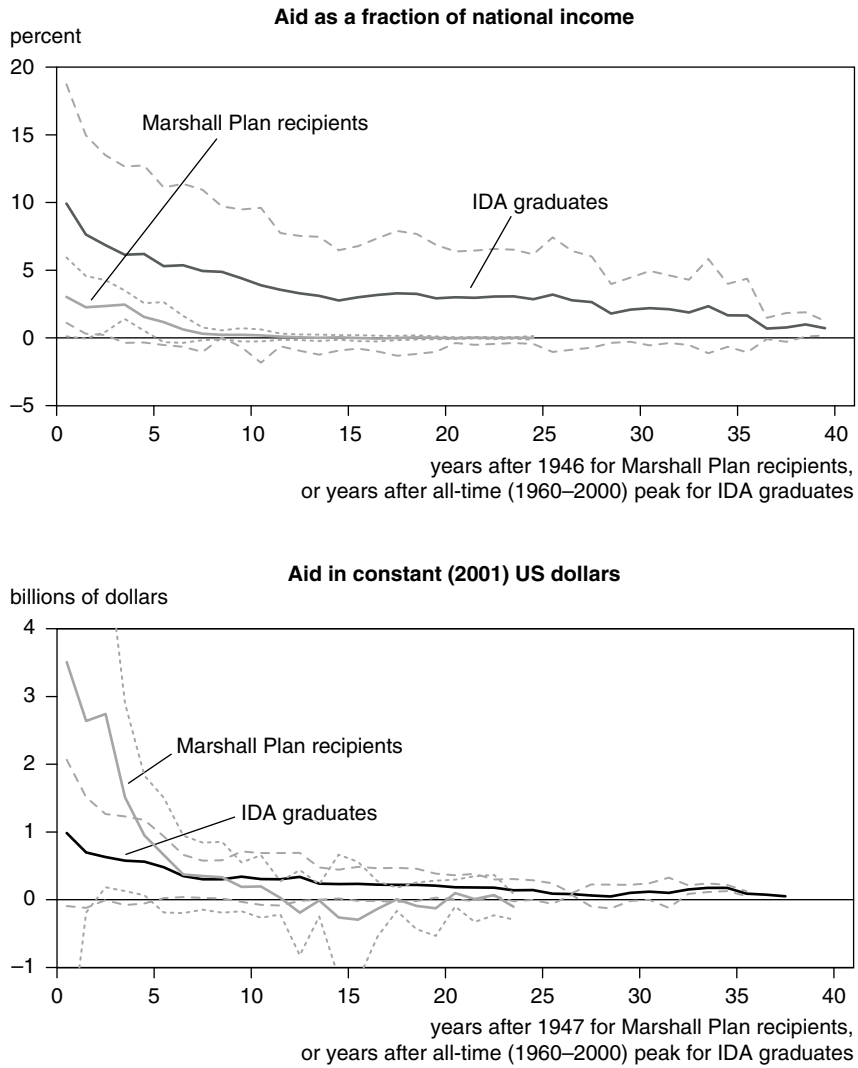 Aid as a fraction of national income
percent
20
Marshall Plan recipients
15
IDA graduates
10
5
0
–5
0 5 10 15 20 25 30 35 40
years after 1946 for Marshall Plan recipients,
or years after all-time (1960–2000) peak for IDA graduates
Aid in constant (2001) US dollars
billions of dollars
4
3
Marshall Plan recipients
2
IDA graduates
1
0
–1
0 5 10 15 20 25 30 35 40
years after 1947 for Marshall Plan recipients,
or years after all-time (1960–2000) peak for IDA graduates